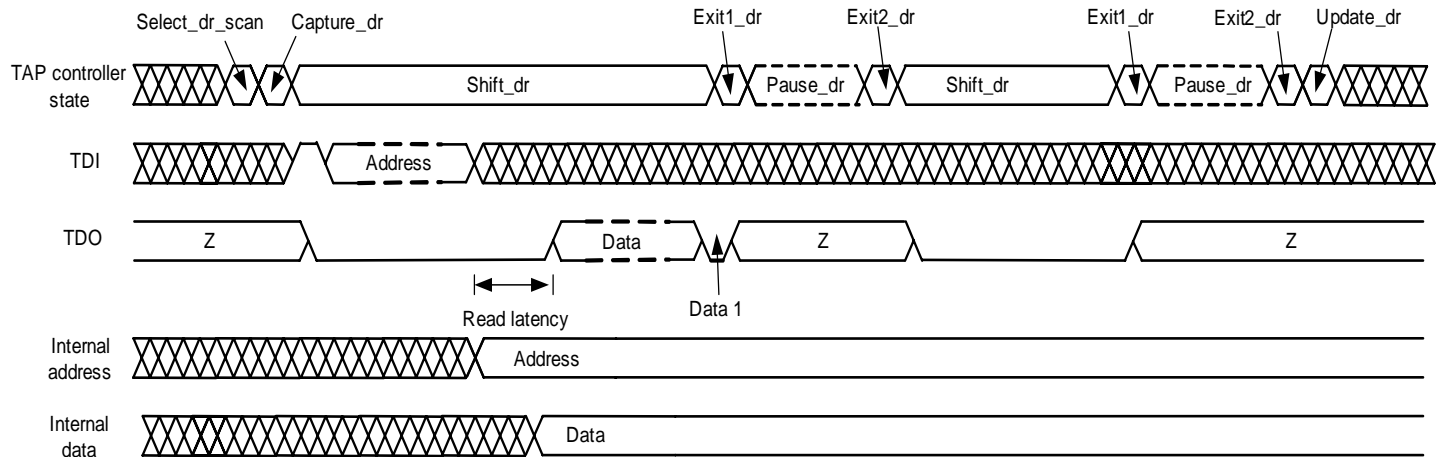 Select_dr_scan Capture_dr Exit1_dr Exit2_dr Exit1_dr Exit2_dr Update_dr
TAP controller
state
Shift_dr Pause_dr Shift_dr Pause_dr
TDI Address
TDO Z Data Z Z
Read latency Data 1
Internal
address
Address
Internal
data
Data